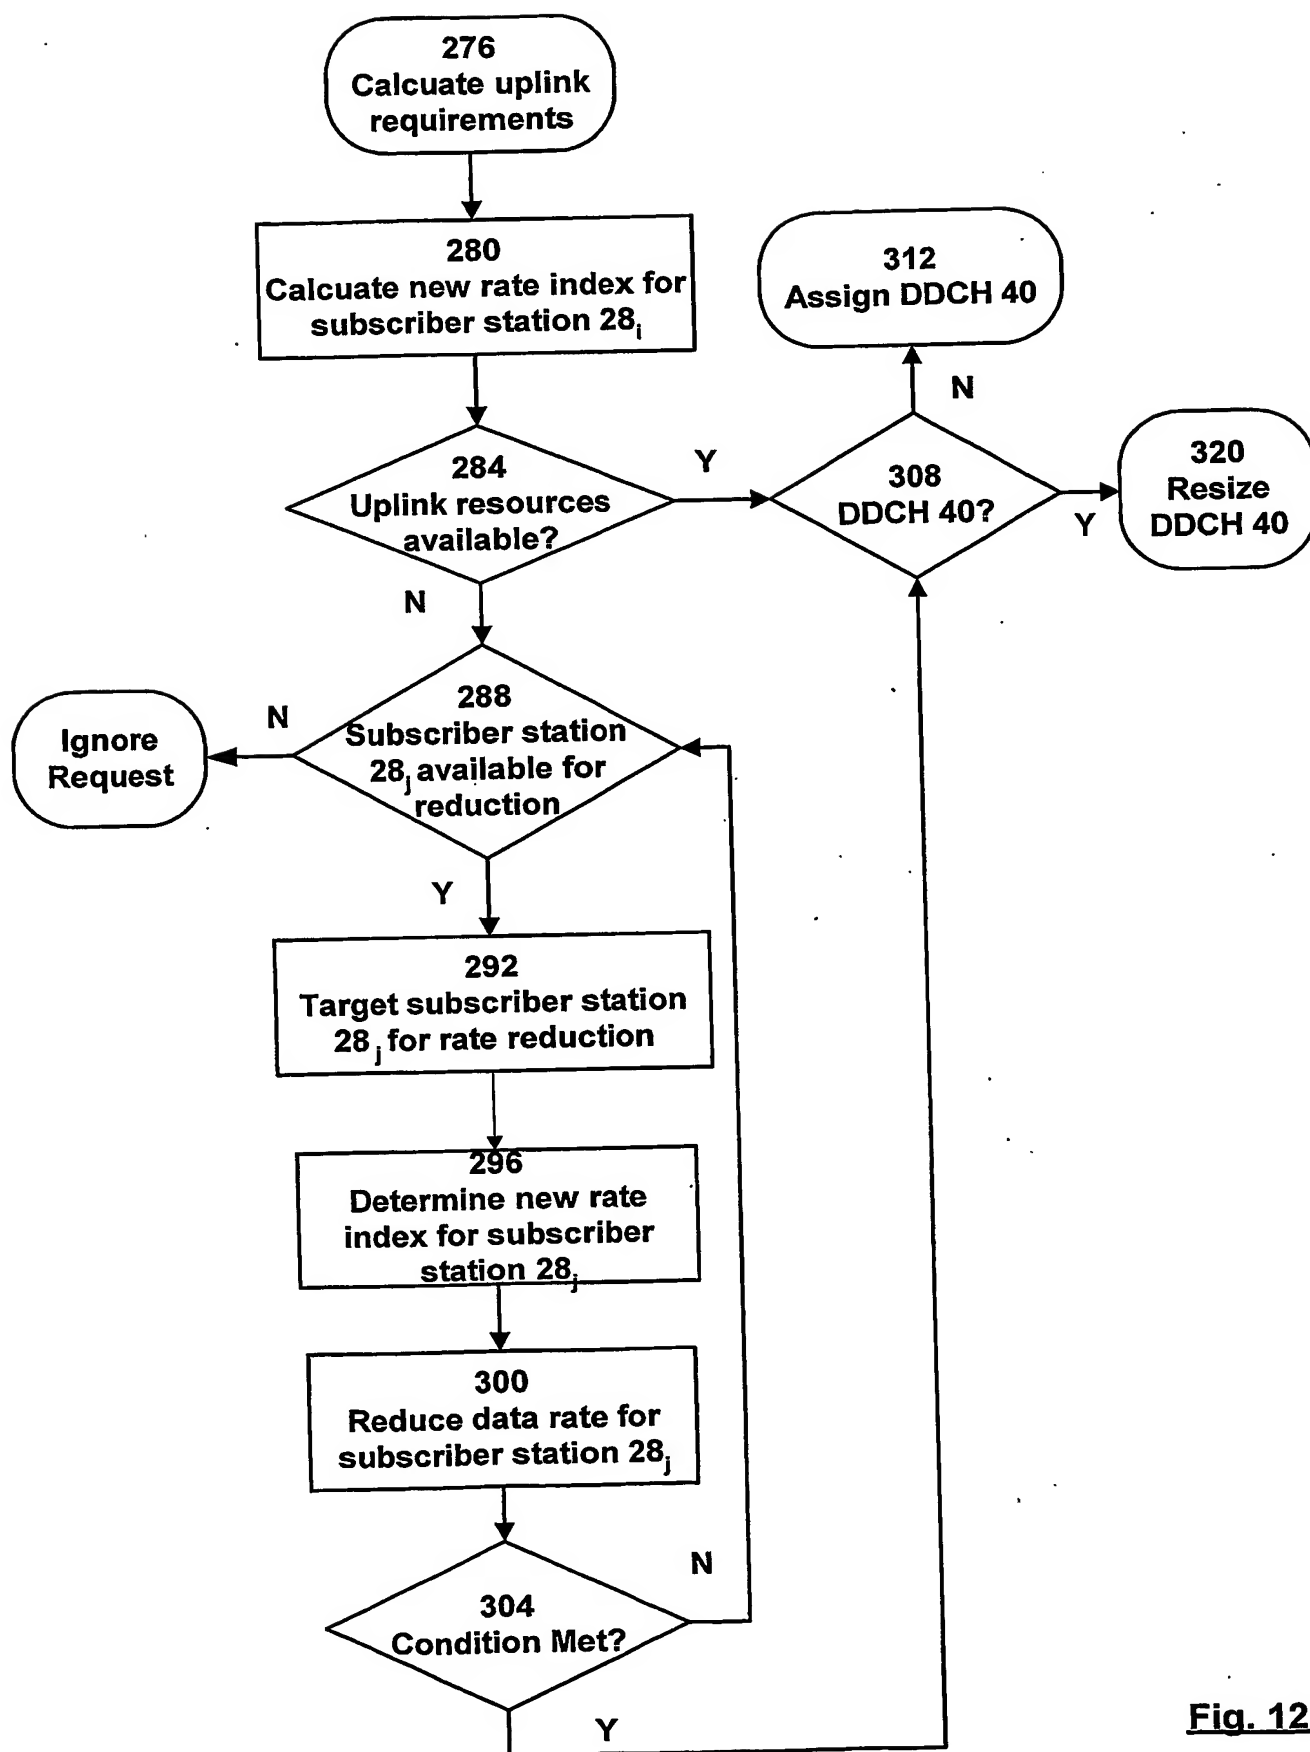 276
Calcuate uplink
requirements
280
Calcuate new rate index for
subscriber station 28i
312
Assign DDCH 40
N
284
Uplink resources
available?
Y
308
DDCH 40?
Y
320
Resize
DDCH 40
N
288
Subscriber station
28j available for
reduction
N
Ignore
Request
Y
292
Target subscriber station
28 j for rate reduction
296
Determine new rate
index for subscriber
station 28j
300
Reduce data rate for
subscriber station 28j
N
304
Condition Met?
Y
Fig. 12